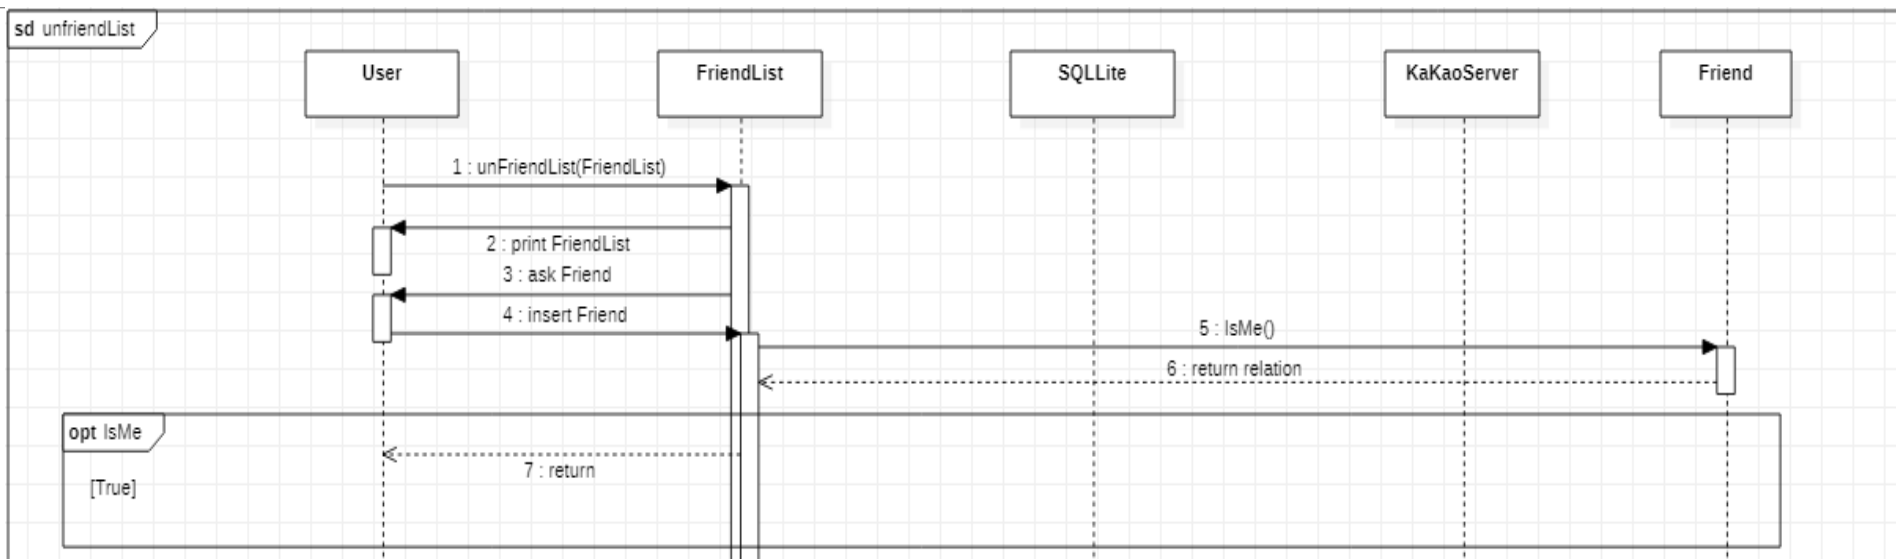 sd unfriendList
User
FriendList
SQLLite
KaKaoServer
Friend
1 : unFriendList(FriendList)
2 : print FriendList
3 : ask Friend
4 : insert Friend
5 : IsMe()
6 : return relation
opt IsMe
7 : return
[True]